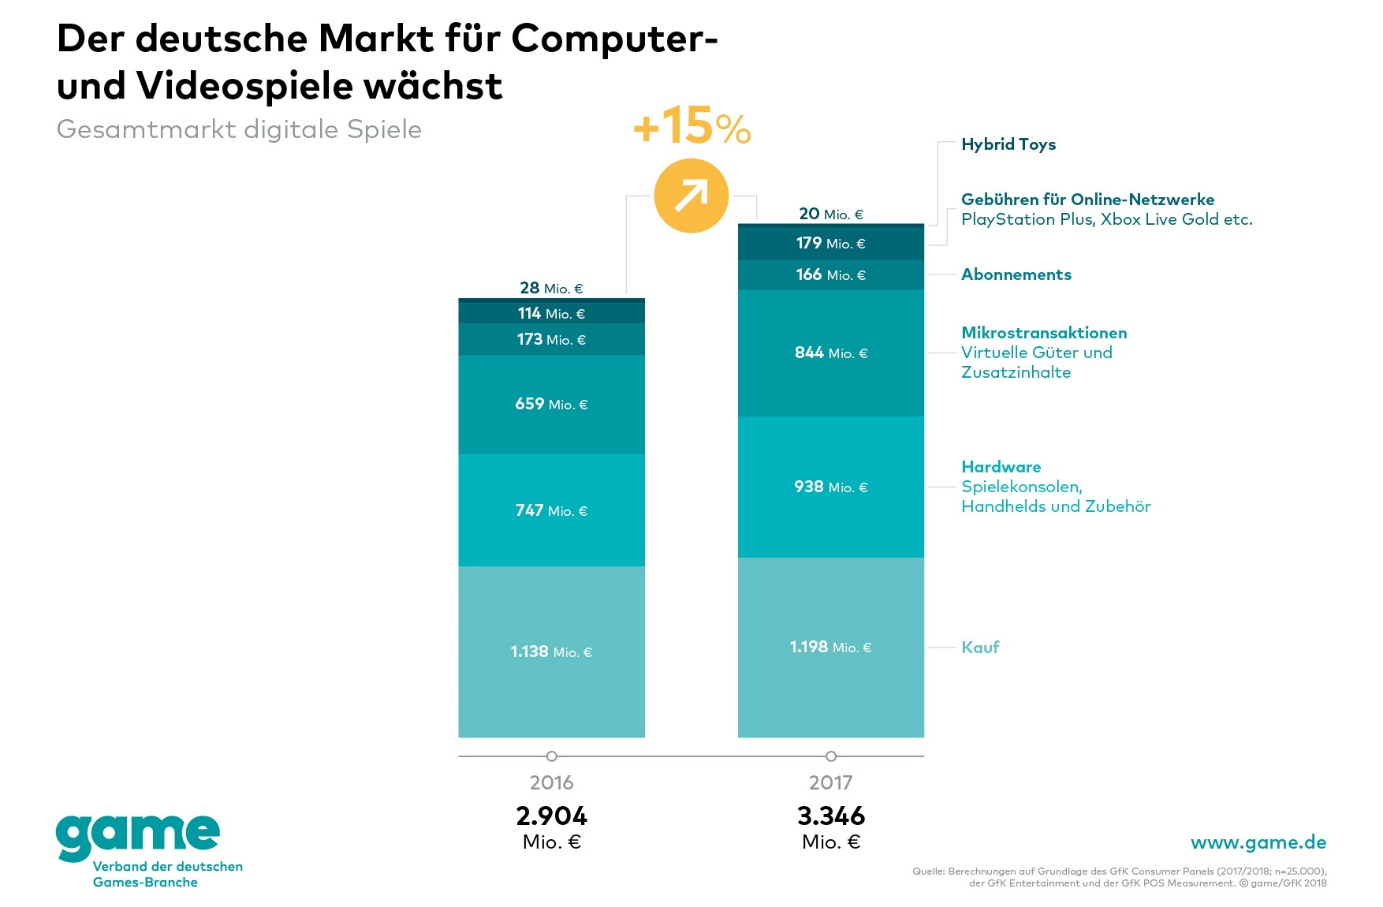 Der deutsche Markt für Computer-
und Videospiele wächst
Gesamtmarkt digitale Spiele
+15%
28 Mio. €
114 Mio. €
173 Mio. €
659 Mio. €
747 Mio. €
1.138 Mio. €
20 Mio. €
179 Mio. €
166 Mio. €
844 Mio. €
938 Mio. €
1.198 Mio. €
Hybrid Toys
Gebühren für Online-Netzwerke
PlayStation Plus, Xbox Live Gold etc.
Abonnements
Mikrostransaktionen
Virtuelle Güter und
Zusatzinhalte
Hardware
Spielekonsolen,
Handhelds und Zubehör
Kauf
2016
2.904
Mio. €
2017
3.346
Mio. €
game
Verband der deutschen
Games-Branche
www.game.de
Quelle: Berechnungen auf Grundlage des GfK Consumer Panels (2017/2018; n=25.000),
der GfK Entertainment und der GfK POS Measurement. © game/GfK 2018